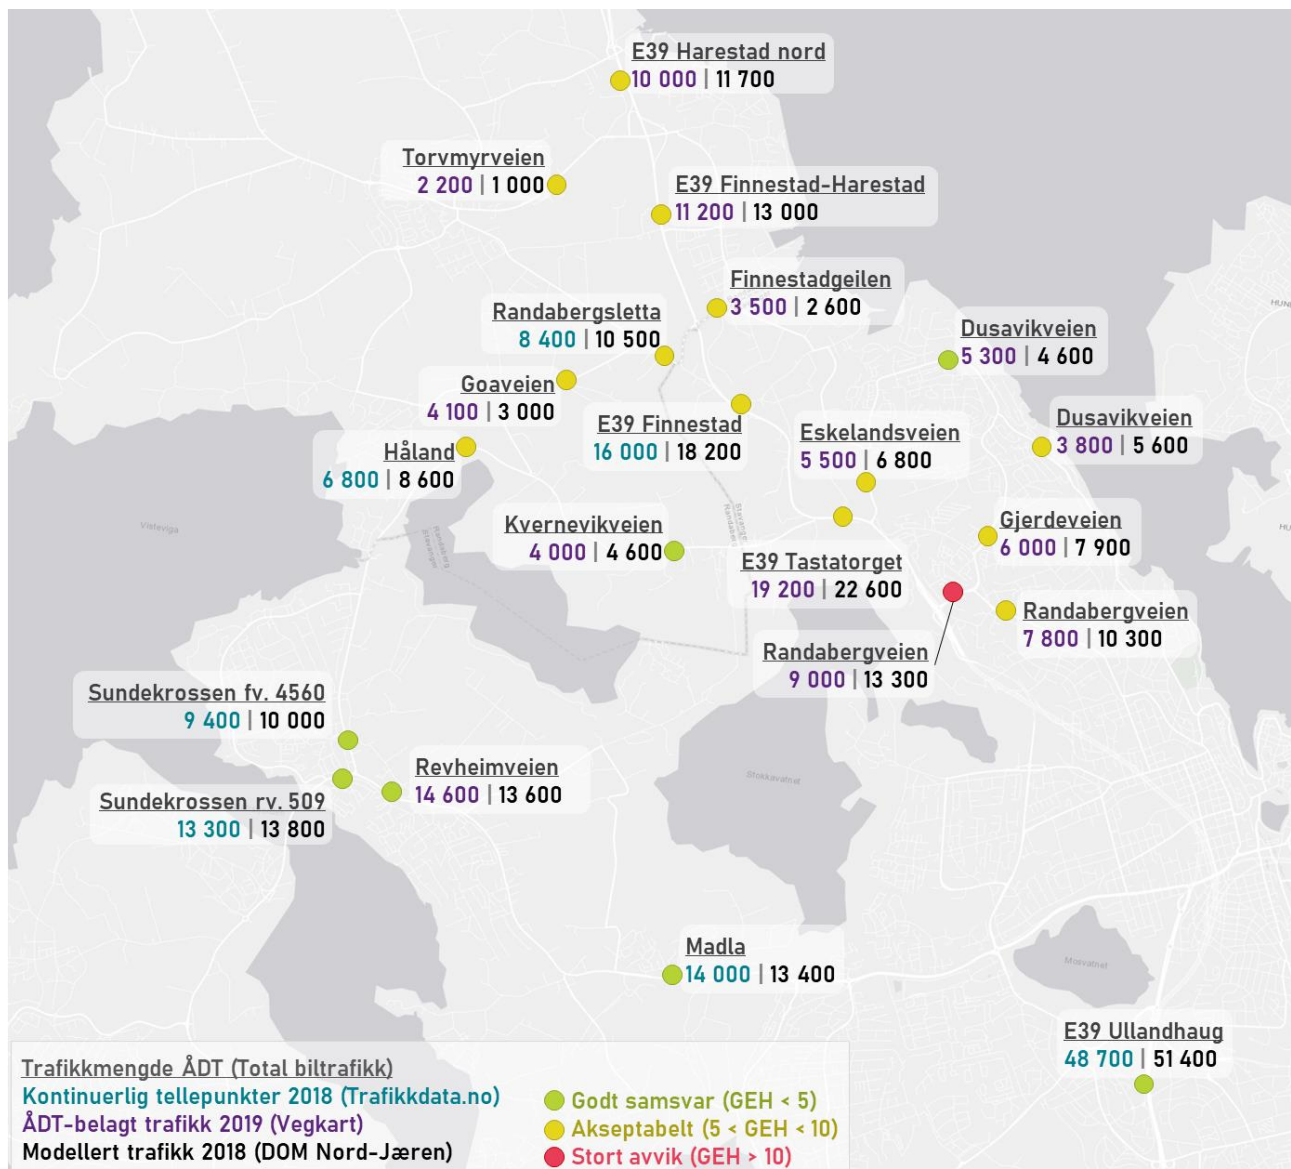 E39 Harestad nord
10 000 | 11 700
Torvmyrveien
2 200 | 1 000
E39 Finnestad-Harestad
11 200 | 13 000
Finnestadgeilen
3 500 | 2 600
Randabergsletta
8 400 | 10 500
Dusavikveien
5 300 | 4 600
Goaveien
4 100 | 3 000
E39 Finnestad
16 000 | 18 200
Dusavikveien
3 800 | 5 600
Eskelandsveien
5 500 | 6 800
Håland
6 800 | 8 600
Visteviga
Randaberg
Stavanger
Stavanger
Randaberg
Kvernevikveien
4 000 | 4 600
Gjerdeveien
6 000 | 7 900
E39 Tastatorget
19 200 | 22 600
Randabergveien
7 800 | 10 300
Randabergveien
9 000 | 13 300
Sundekrossen fv. 4560
9 400 | 10 000
Revheimveien
14 600 | 13 600
Stokkavatnet
Sundekrossen rv. 509
13 300 | 13 800
Madla
14 000 | 13 400
Mosvatnet
E39 Ullandhaug
48 700 | 51 400
Trafikkmengde ÅDT (Total biltrafikk)
Kontinuerlig tellepunkter 2018 (Trafikkdata.no)
ÅDT-belagt trafikk 2019 (Vegkart)
Modellert trafikk 2018 (DOM Nord-Jæren)
Godt samsvar (GEH < 5)
Akseptabelt (5 < GEH < 10)
Stort avvik (GEH > 10)